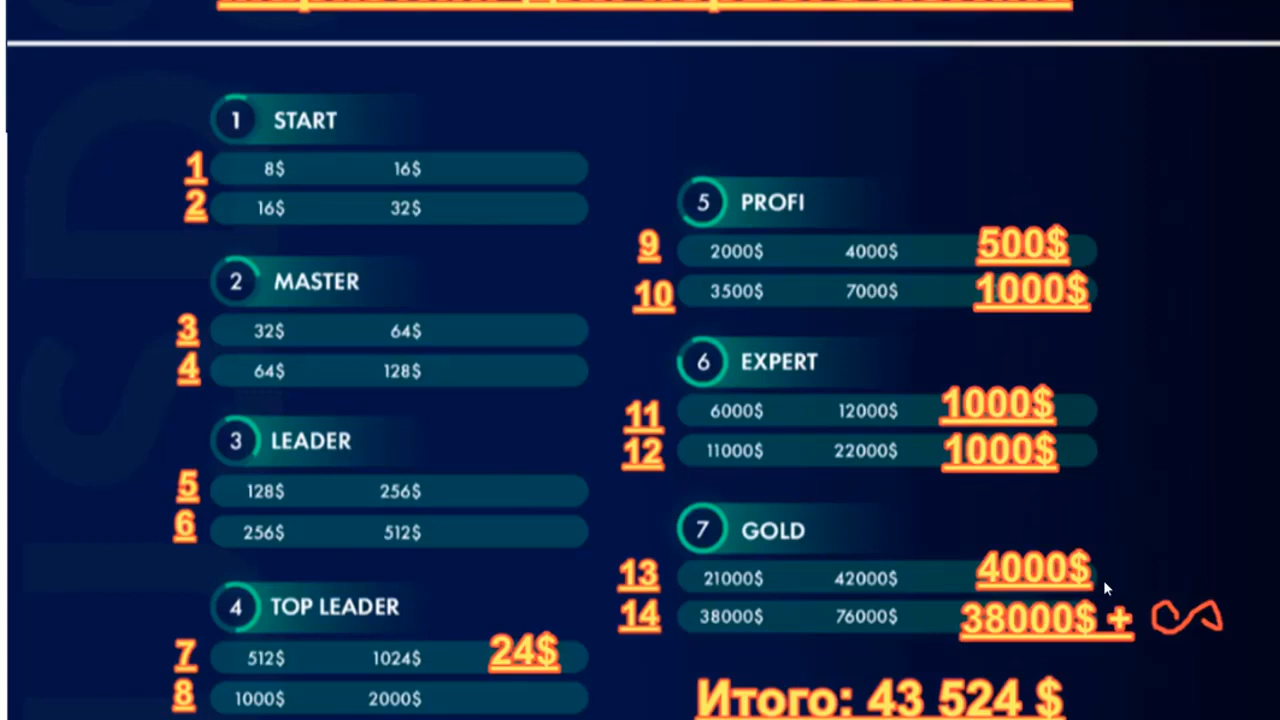 1 START
1 8$ 16$
2 16$ 32$
2 MASTER
3 32$ 64$
4 64$ 128$
3 LEADER
5 128$ 256$
6 256$ 512$
4 TOP LEADER
7 512$ 1024$ 24$
8 1000$ 2000$
5 PROFI
9 2000$ 4000$ 500$
10 3500$ 7000$ 1000$
6 EXPERT
11 6000$ 12000$ 1000$
12 11000$ 22000$ 1000$
7 GOLD
13 21000$ 42000$ 4000$
14 38000$ 76000$ 38000$ + ∞
Итого: 43 524 $